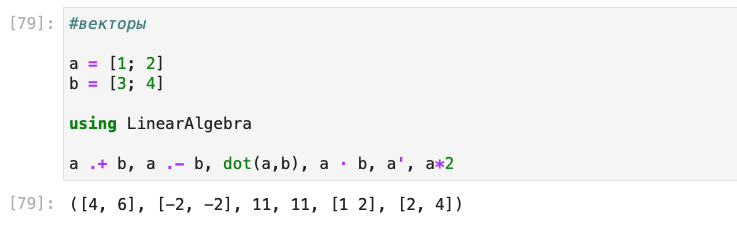 [79]: #векторы
a = [1; 2]
b = [3; 4]
using LinearAlgebra
a .+ b, a .- b, dot(a,b), a · b, a', a*2
[79]: ([4, 6], [-2, -2], 11, 11, [1 2], [2, 4])